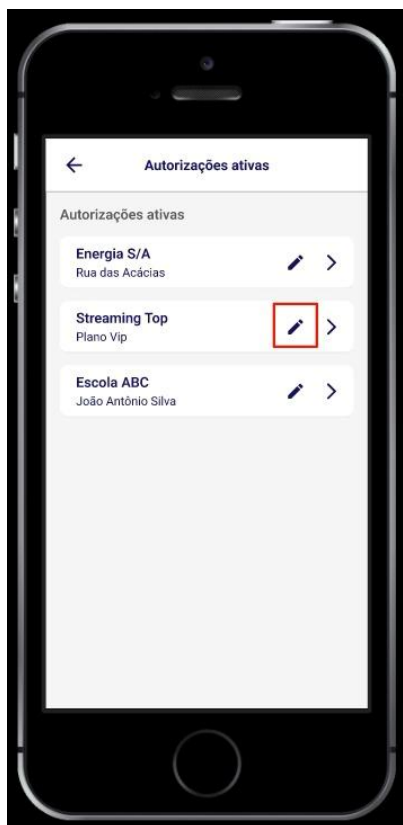 Autorizações ativas
Autorizações ativas
Energia S/A
Rua das Acácias
Streaming Top
Plano Vip
Escola ABC
João Antônio Silva